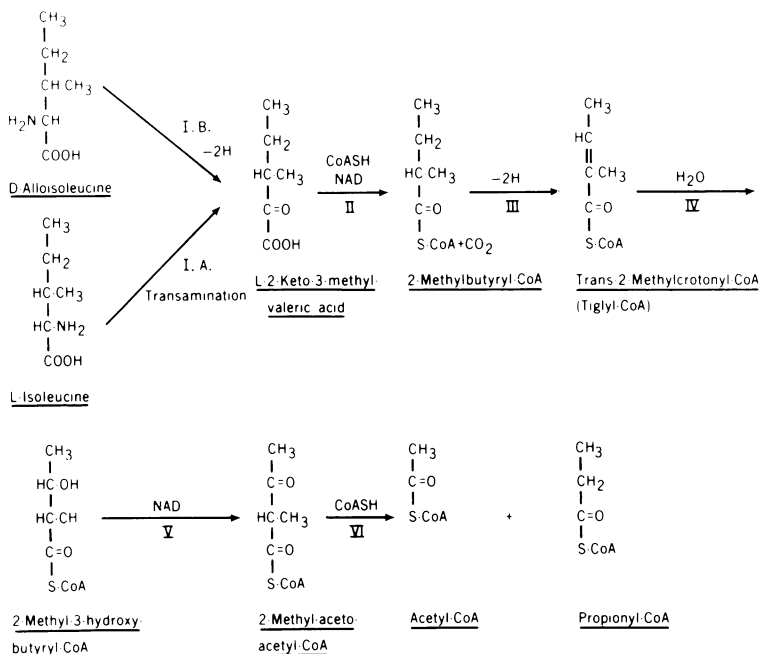 CH3
CH2
CH CH3
H2N CH
COOH
D Alloisoleucine
I. B.
-2H
CH3
CH2
HC·CH3
HC·NH2
COOH
L·Isoleucine
I. A.
Transamination
CH3
CH2
HC·CH3
C=O
COOH
L·2·Keto·3·methyl·
valeric acid
CoASH
NAD
II
CH3
CH2
HC·CH3
C=O
S·CoA+CO2
2·Methylbutyryl·CoA
-2H
III
CH3
HC
C·CH3
C=O
S·CoA
Trans 2 Methylcrotonyl·CoA
(Tiglyl·CoA)
H2O
IV
CH3
HC·OH
HC·CH
C=O
S·CoA
2·Methyl·3·hydroxy·
butyryl·CoA
NAD
V
CH3
C=O
HC·CH3
C=O
S·CoA
2·Methyl·aceto·
acetyl·CoA
CoASH
VI
CH3
C=O
S·CoA
Acetyl·CoA
+
CH3
CH2
C=O
S·CoA
Propionyl·CoA